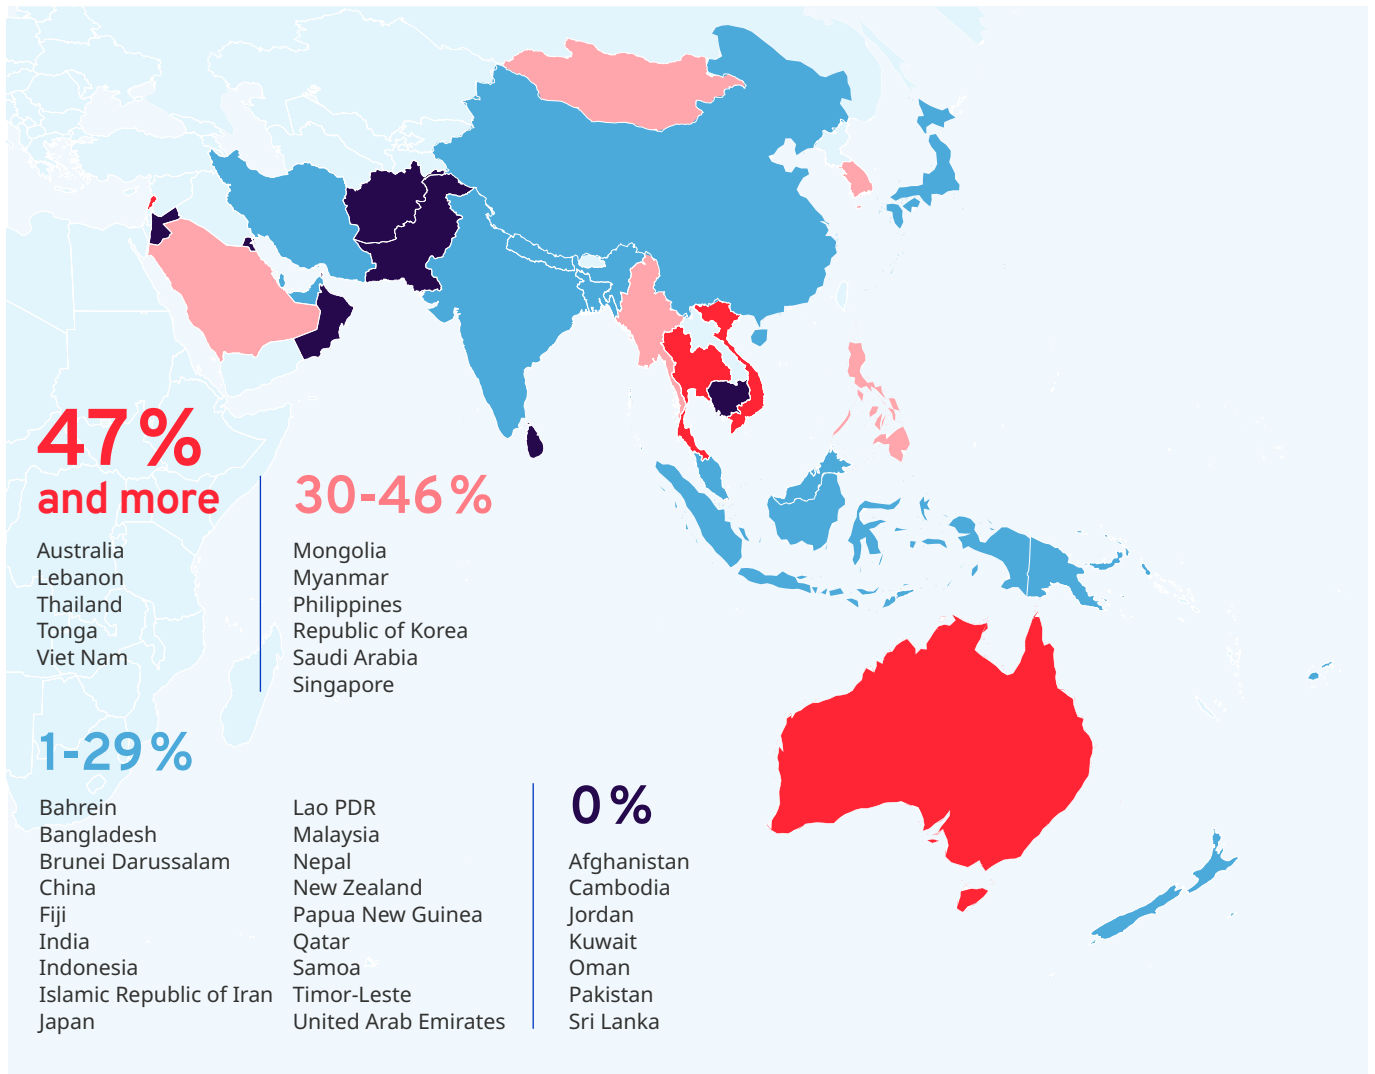 47%
and more
Australia
Lebanon
Thailand
Tonga
Viet Nam
30-46%
Mongolia
Myanmar
Philippines
Republic of Korea
Saudi Arabia
Singapore
1-29%
Bahrein
Bangladesh
Brunei Darussalam
China
Fiji
India
Indonesia
Islamic Republic of Iran
Japan
Lao PDR
Malaysia
Nepal
New Zealand
Papua New Guinea
Qatar
Samoa
Timor-Leste
United Arab Emirates
0%
Afghanistan
Cambodia
Jordan
Kuwait
Oman
Pakistan
Sri Lanka